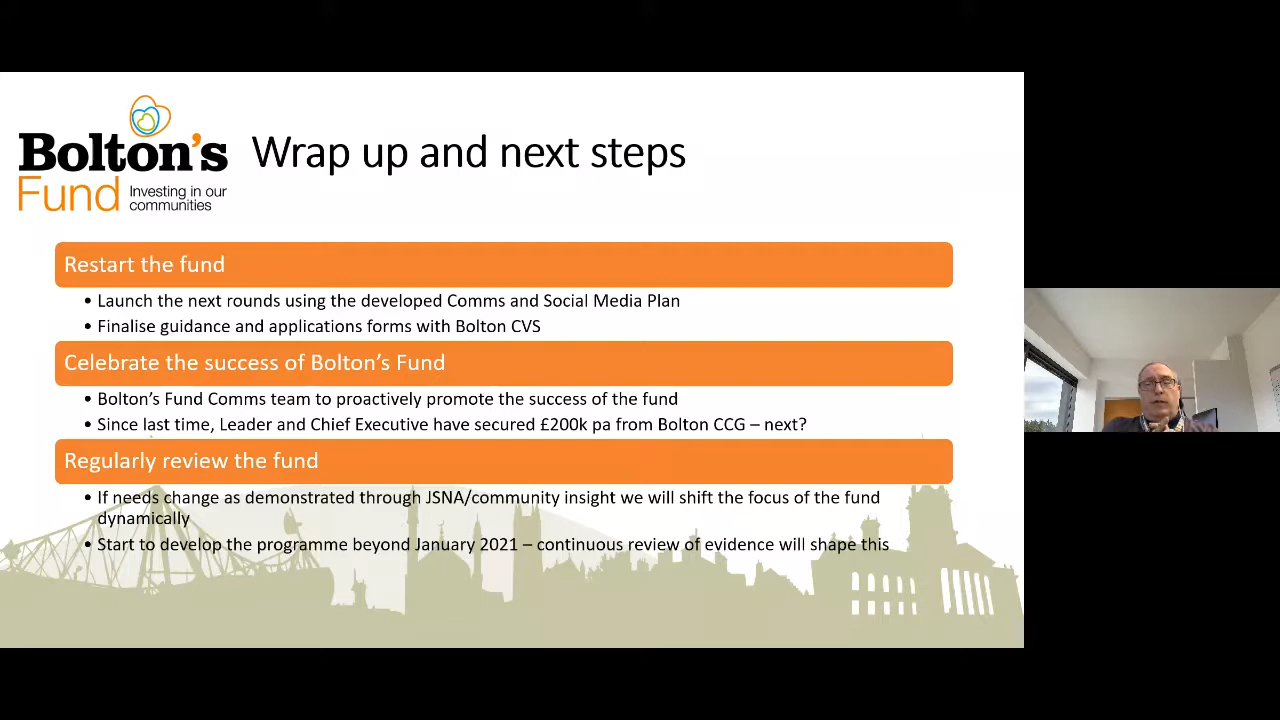 Bolton's
Fund
Investing in our
communities
Wrap up and next steps
Restart the fund
• Launch the next rounds using the developed Comms and Social Media Plan
• Finalise guidance and applications forms with Bolton CVS
Celebrate the success of Bolton's Fund
• Bolton's Fund Comms team to proactively promote the success of the fund
• Since last time, Leader and Chief Executive have secured £200k pa from Bolton CCG – next?
Regularly review the fund
• If needs change as demonstrated through JSNA/community insight we will shift the focus of the fund
dynamically
• Start to develop the programme beyond January 2021 – continuous review of evidence will shape this